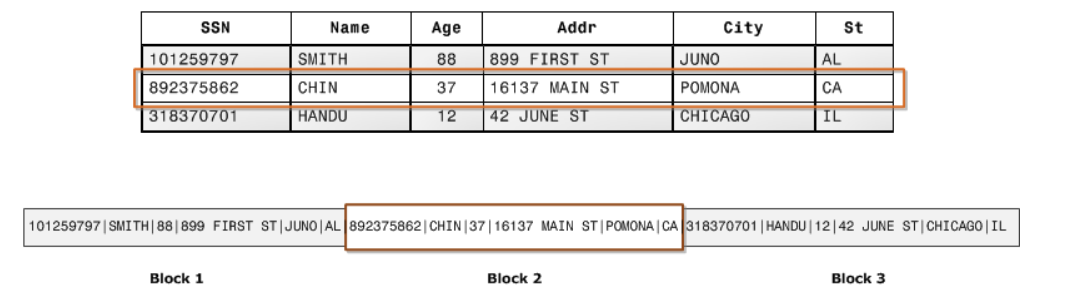 SSN Name Age Addr City St
101259797 SMITH 88 899 FIRST ST JUNO AL
892375862 CHIN 37 16137 MAIN ST POMONA CA
318370701 HANDU 12 42 JUNE ST CHICAGO IL
101259797|SMITH|88|899 FIRST ST|JUNO|AL 892375862|CHIN|37|16137 MAIN ST|POMONA|CA 318370701|HANDU|12|42 JUNE ST|CHICAGO|IL
Block 1 Block 2 Block 3